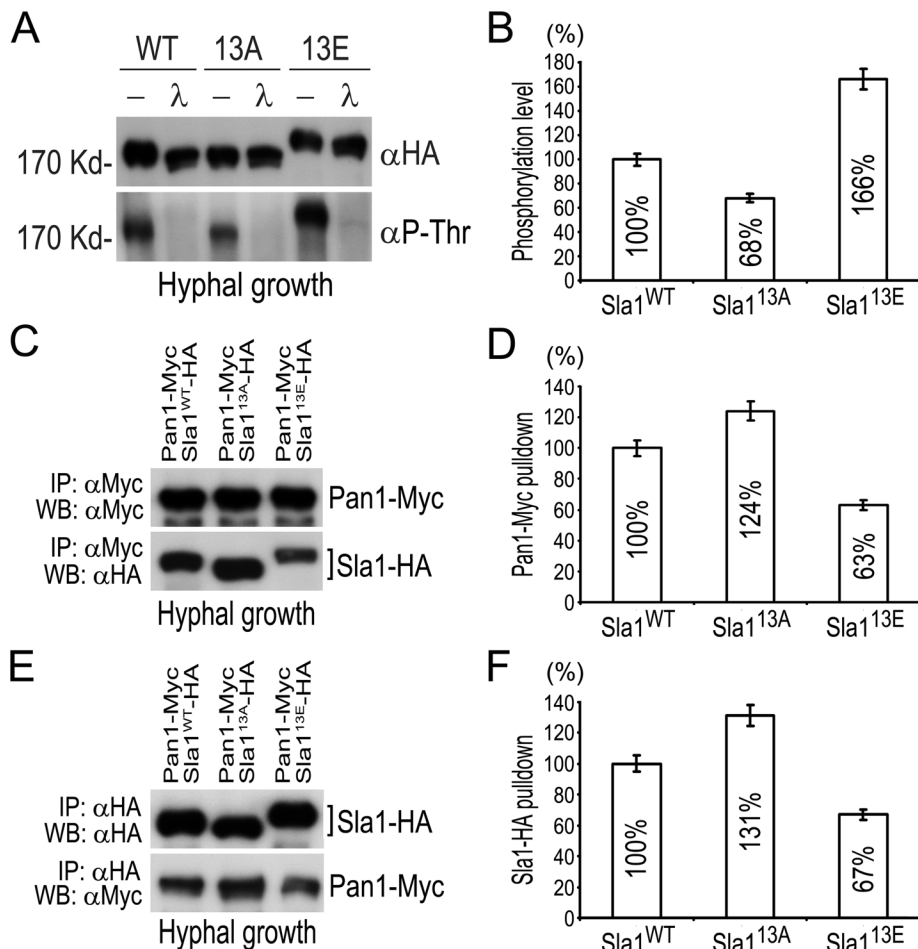 A
WT 13A 13E
– λ – λ – λ
170 Kd- αHA
170 Kd- αP-Thr
Hyphal growth
B
(%)
Phosphorylation level
180
160
140
120
100
80
60
40
20
0
100%
68%
166%
Sla1WT Sla113A Sla113E
C
Pan1-Myc
Sla1WT-HA
Pan1-Myc
Sla113A-HA
Pan1-Myc
Sla113E-HA
IP: αMyc
WB: αMyc
Pan1-Myc
IP: αMyc
WB: αHA
]Sla1-HA
Hyphal growth
D
(%)
Pan1-Myc pulldown
140
120
100
80
60
40
20
0
100%
124%
63%
Sla1WT Sla113A Sla113E
E
Pan1-Myc
Sla1WT-HA
Pan1-Myc
Sla113A-HA
Pan1-Myc
Sla113E-HA
IP: αHA
WB: αHA
]Sla1-HA
IP: αHA
WB: αMyc
Pan1-Myc
Hyphal growth
F
(%)
Sla1-HA pulldown
140
120
100
80
60
40
20
0
100%
131%
67%
Sla1WT Sla113A Sla113E